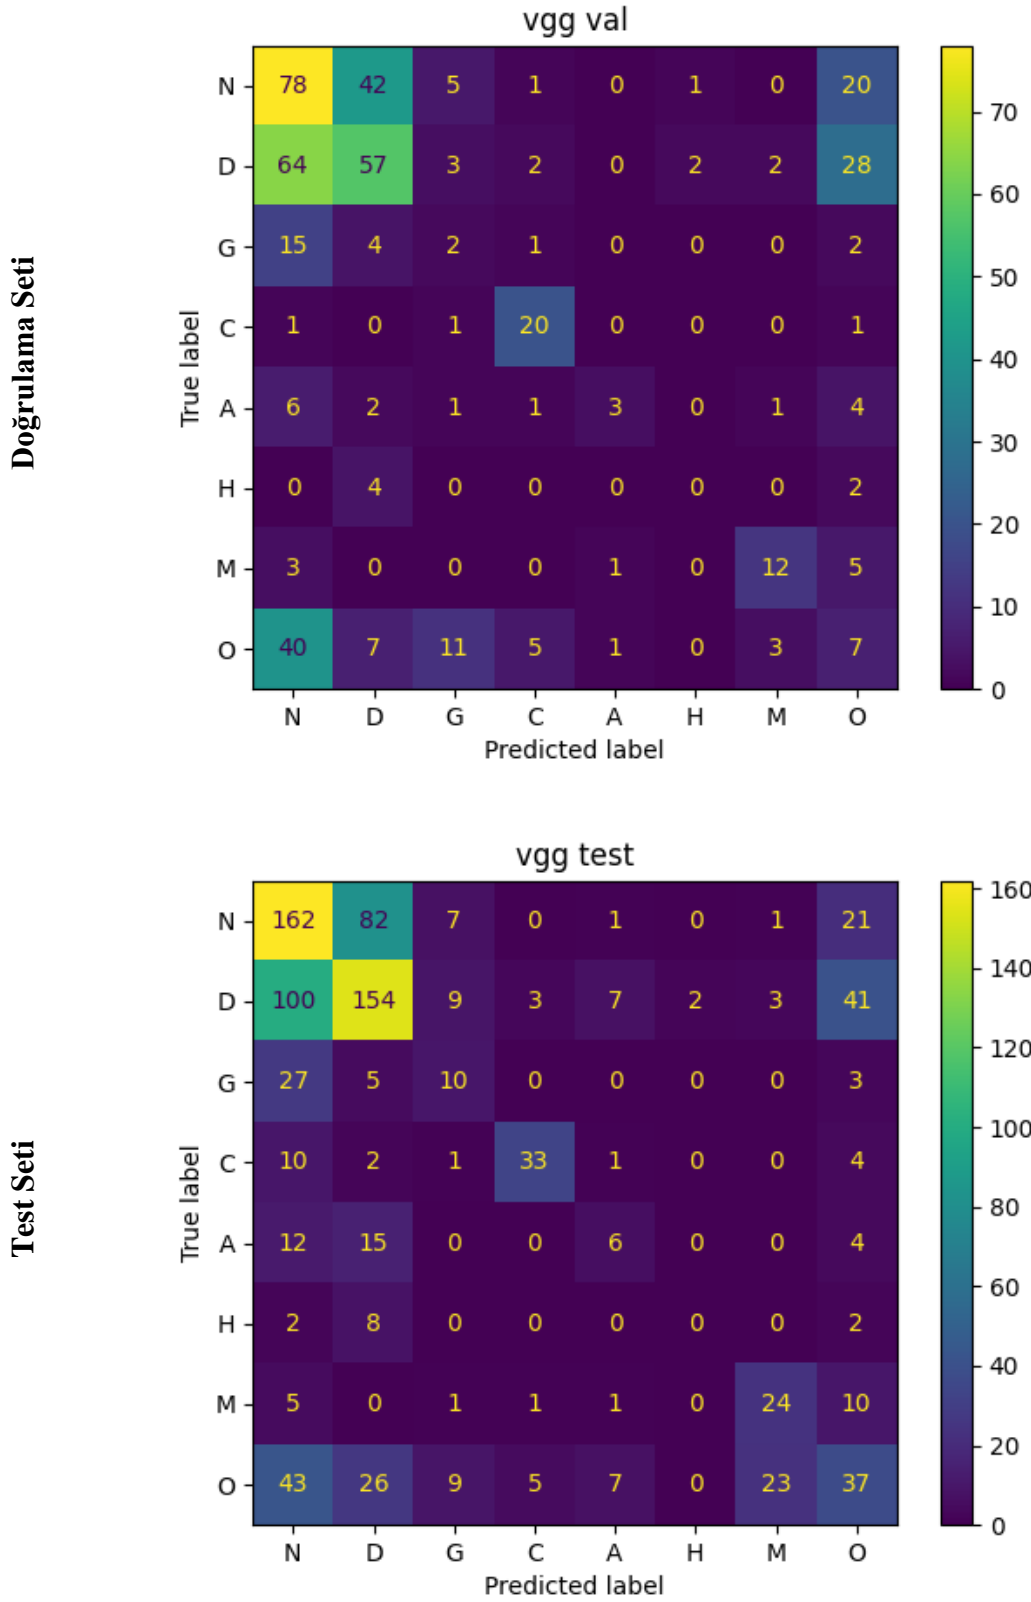 vgg val
Doğrulama Seti
True label
N 78 42 5 1 0 1 0 20
D 64 57 3 2 0 2 2 28
G 15 4 2 1 0 0 0 2
C 1 0 1 20 0 0 0 1
A 6 2 1 1 3 0 1 4
H 0 4 0 0 0 0 0 2
M 3 0 0 0 1 0 12 5
O 40 7 11 5 1 0 3 7
N D G C A H M O
Predicted label
70
60
50
40
30
20
10
0
vgg test
Test Seti
True label
N 162 82 7 0 1 0 1 21
D 100 154 9 3 7 2 3 41
G 27 5 10 0 0 0 0 3
C 10 2 1 33 1 0 0 4
A 12 15 0 0 6 0 0 4
H 2 8 0 0 0 0 0 2
M 5 0 1 1 1 0 24 10
O 43 26 9 5 7 0 23 37
N D G C A H M O
Predicted label
160
140
120
100
80
60
40
20
0